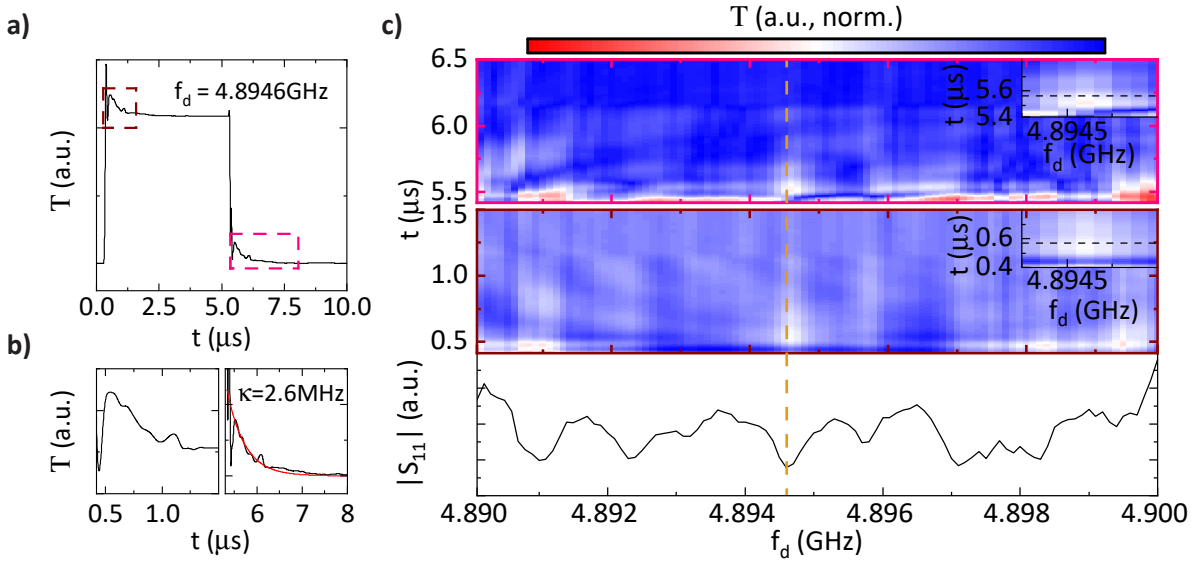 a)
f_d = 4.8946GHz
T (a.u.)
0.0 2.5 5.0 7.5 10.0
t (μs)
b)
κ=2.6MHz
T (a.u.)
0.5 1.0 6 7 8
t (μs)
c)
T (a.u., norm.)
6.5
6.0
5.5
t (μs)
5.6
5.4
t (μs)
4.8945
f_d (GHz)
1.5
1.0
0.5
0.6
0.4
t (μs)
4.8945
f_d (GHz)
|S₁₁| (a.u.)
4.890 4.892 4.894 4.896 4.898 4.900
f_d (GHz)